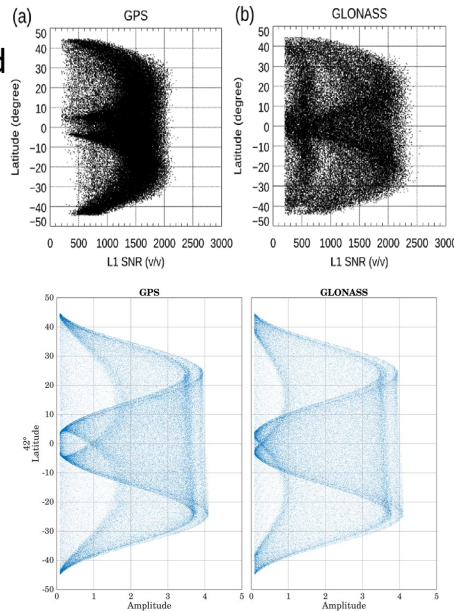 (a) GPS
(b) GLONASS
d
50
40
30
20
10
0
−10
−20
−30
−40
−50
Latitude (degree)
0 500 1000 1500 2000 2500 3000
L1 SNR (v/v)
50
40
30
20
10
0
−10
−20
−30
−40
−50
Latitude (degree)
0 500 1000 1500 2000 2500 3000
L1 SNR (v/v)
GPS
50
40
30
20
10
0
-10
-20
-30
-40
-50
42°
Latitude
0 1 2 3 4 5
Amplitude
GLONASS
0 1 2 3 4 5
Amplitude